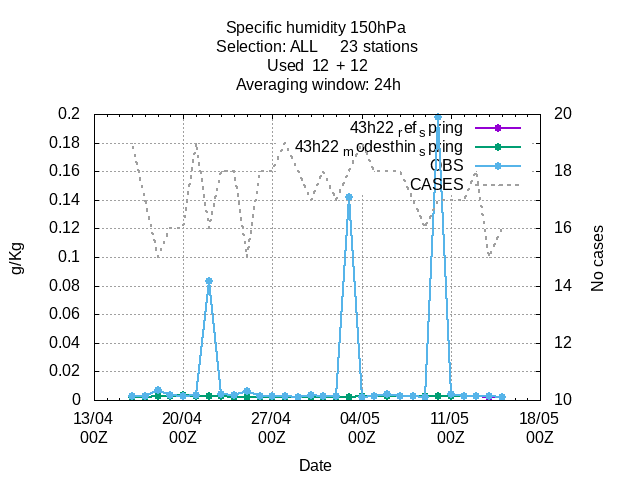 Specific humidity 150hPa
Selection: ALL 23 stations
Used 12 + 12
Averaging window: 24h
0.2
0.18
0.16
0.14
0.12
0.1
0.08
0.06
0.04
0.02
0
g/Kg
43h22 ref spring
43h22 modesthin spring
OBS
CASES
20
18
16
14
12
10
No cases
13/04 20/04 27/04 04/05 11/05 18/05
00Z 00Z 00Z 00Z 00Z 00Z
Date